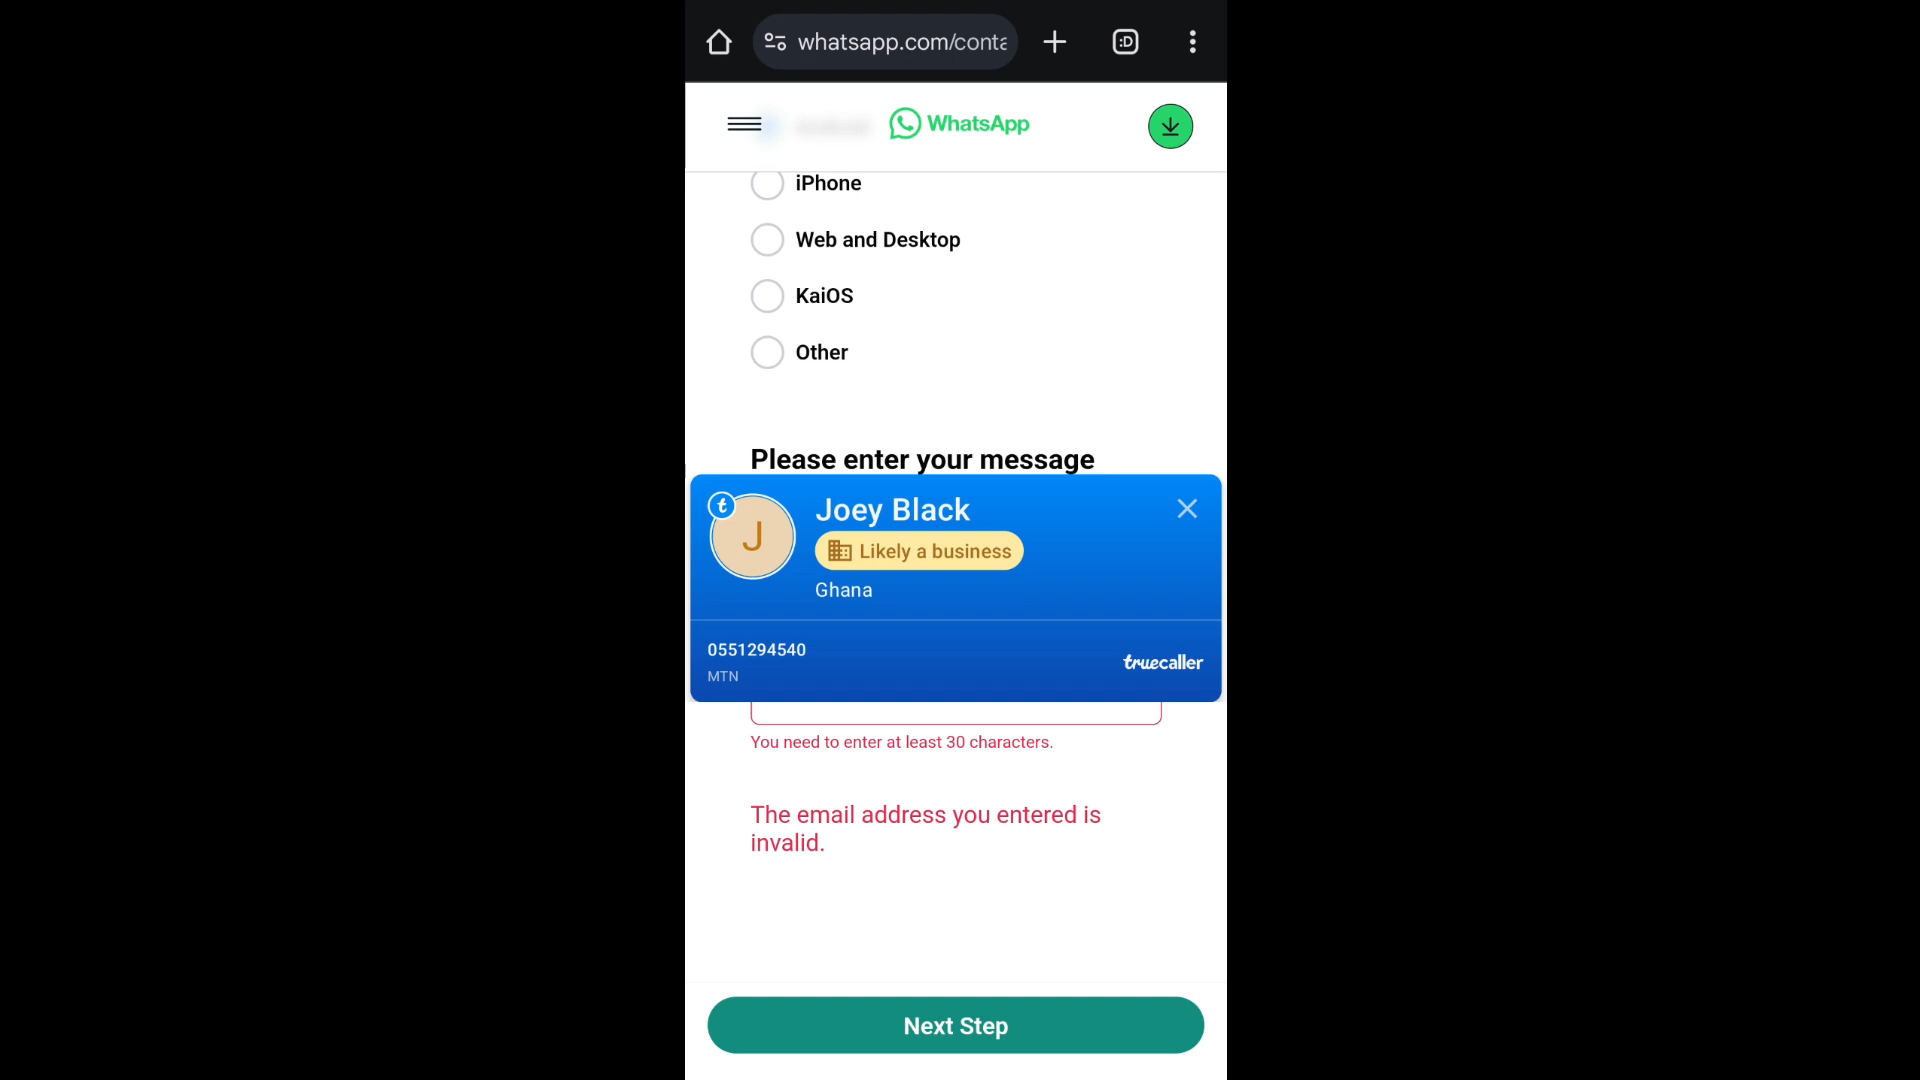 whatsapp.com/conta
:D
WhatsApp
iPhone
Web and Desktop
KaiOS
Other
Please enter your message
t
J
Joey Black
Likely a business
Ghana
0551294540
MTN
truecaller
You need to enter at least 30 characters.
The email address you entered is
invalid.
Next Step